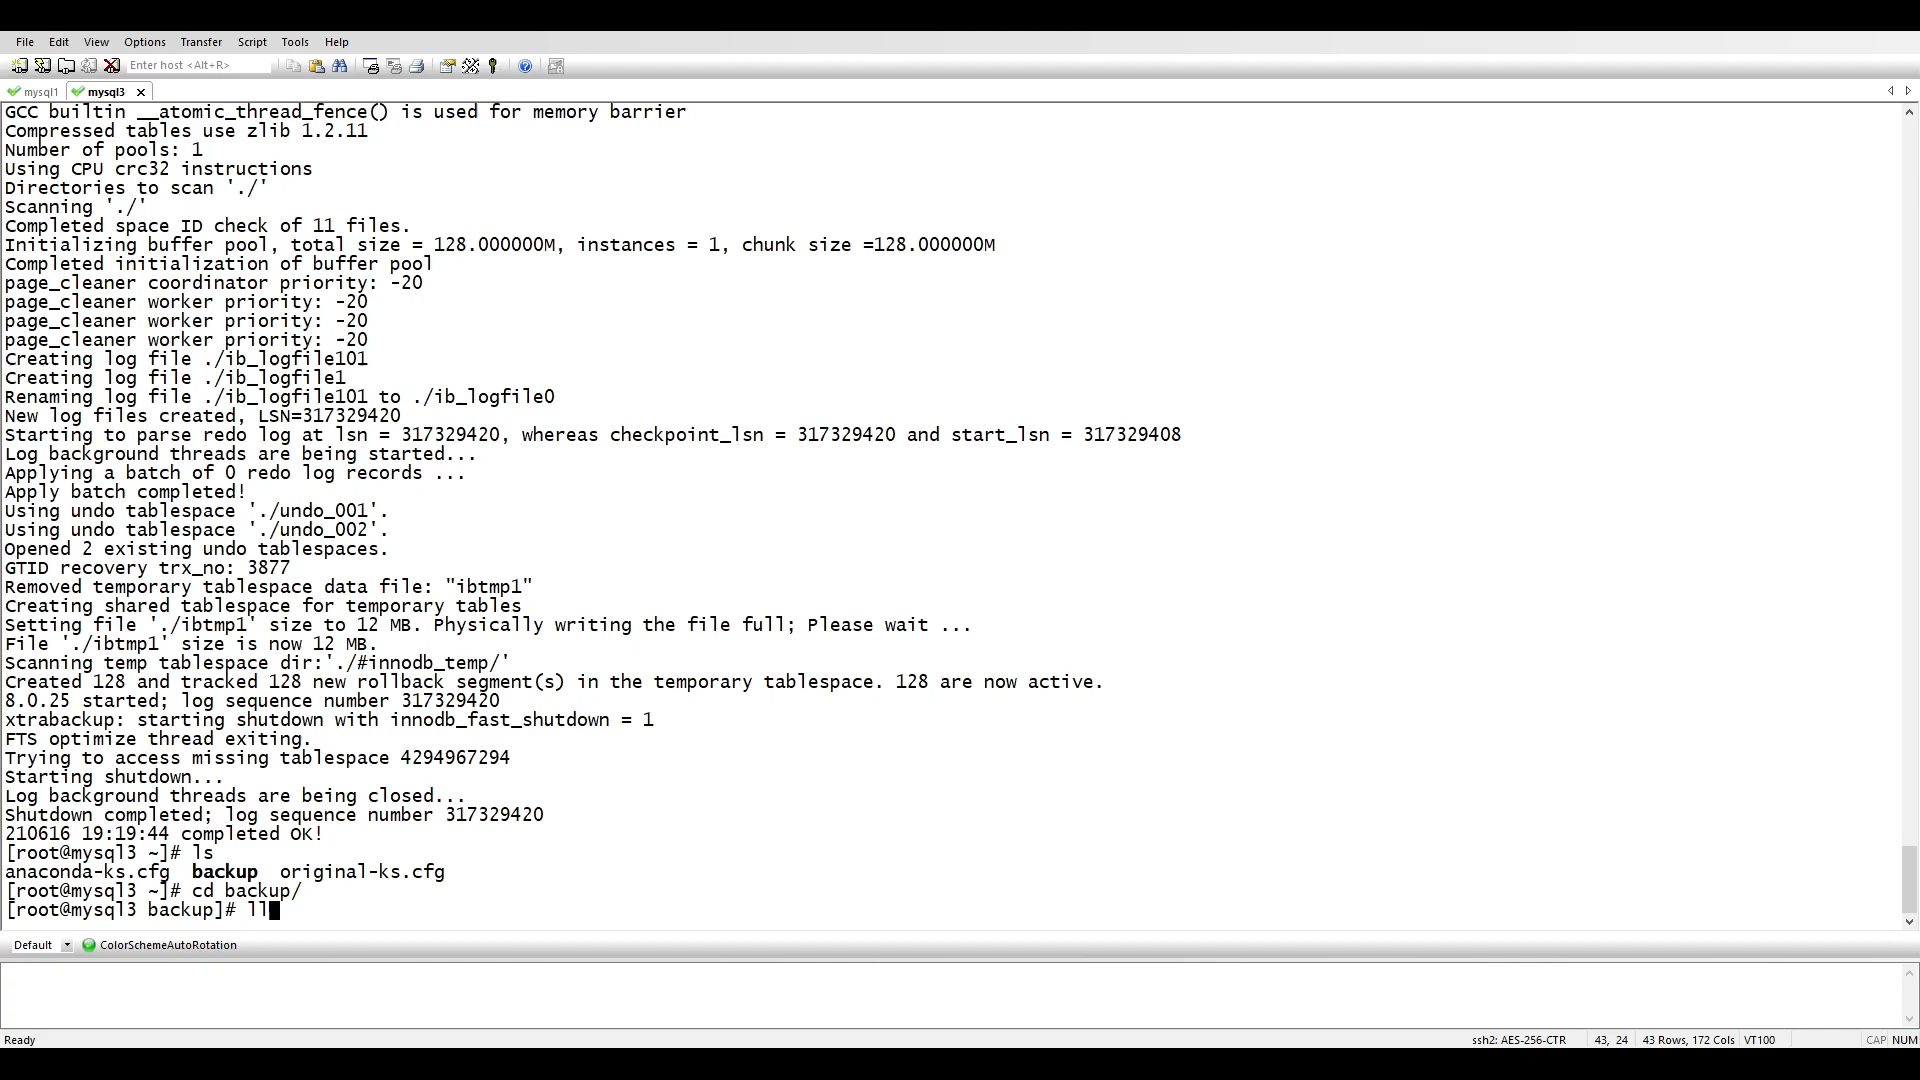 File Edit View Options Transfer Script Tools Help
Enter host <Alt+R>
mysql1 mysql3
GCC builtin __atomic_thread_fence() is used for memory barrier
Compressed tables use zlib 1.2.11
Number of pools: 1
Using CPU crc32 instructions
Directories to scan './'
Scanning './'
Completed space ID check of 11 files.
Initializing buffer pool, total size = 128.000000M, instances = 1, chunk size =128.000000M
Completed initialization of buffer pool
page_cleaner coordinator priority: -20
page_cleaner worker priority: -20
page_cleaner worker priority: -20
page_cleaner worker priority: -20
Creating log file ./ib_logfile101
Creating log file ./ib_logfile1
Renaming log file ./ib_logfile101 to ./ib_logfile0
New log files created, LSN=317329420
Starting to parse redo log at lsn = 317329420, whereas checkpoint_lsn = 317329420 and start_lsn = 317329408
Log background threads are being started...
Applying a batch of 0 redo log records ...
Apply batch completed!
Using undo tablespace './undo_001'.
Using undo tablespace './undo_002'.
Opened 2 existing undo tablespaces.
GTID recovery trx_no: 3877
Removed temporary tablespace data file: "ibtmp1"
Creating shared tablespace for temporary tables
Setting file './ibtmp1' size to 12 MB. Physically writing the file full; Please wait ...
File './ibtmp1' size is now 12 MB.
Scanning temp tablespace dir:'./#innodb_temp/'
Created 128 and tracked 128 new rollback segment(s) in the temporary tablespace. 128 are now active.
8.0.25 started; log sequence number 317329420
xtrabackup: starting shutdown with innodb_fast_shutdown = 1
FTS optimize thread exiting.
Trying to access missing tablespace 4294967294
Starting shutdown...
Log background threads are being closed...
Shutdown completed; log sequence number 317329420
210616 19:19:44 completed OK!
[root@mysql3 ~]# ls
anaconda-ks.cfg backup original-ks.cfg
[root@mysql3 ~]# cd backup/
[root@mysql3 backup]# ll
Default ColorSchemeAutoRotation
Ready ssh2: AES-256-CTR 43, 24 43 Rows, 172 Cols VT100 CAP NUM